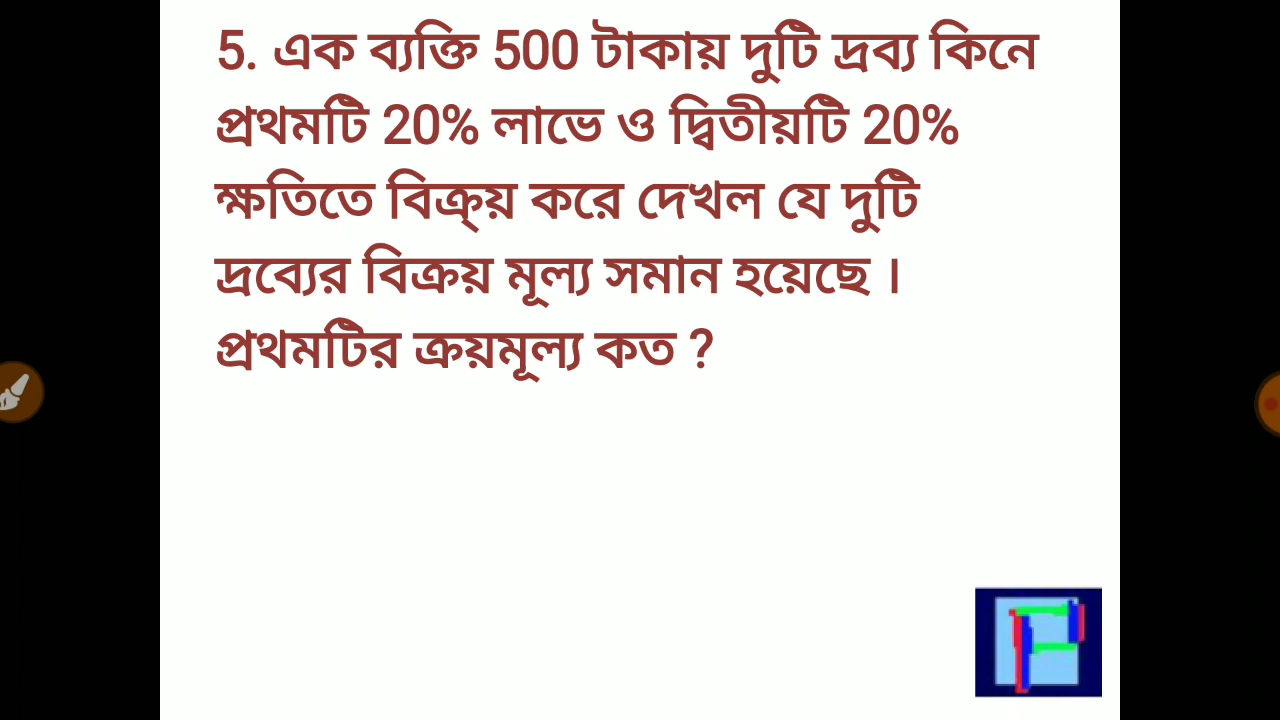 5. এক ব্যক্তি 500 টাকায় দুটি দ্রব্য কিনে
প্রথমটি 20% লাভে ও দ্বিতীয়টি 20%
ক্ষতিতে বিক্র্য় করে দেখল যে দুটি
দ্রব্যের বিক্রয় মূল্য সমান হয়েছে ।
প্রথমটির ক্রয়মূল্য কত ?